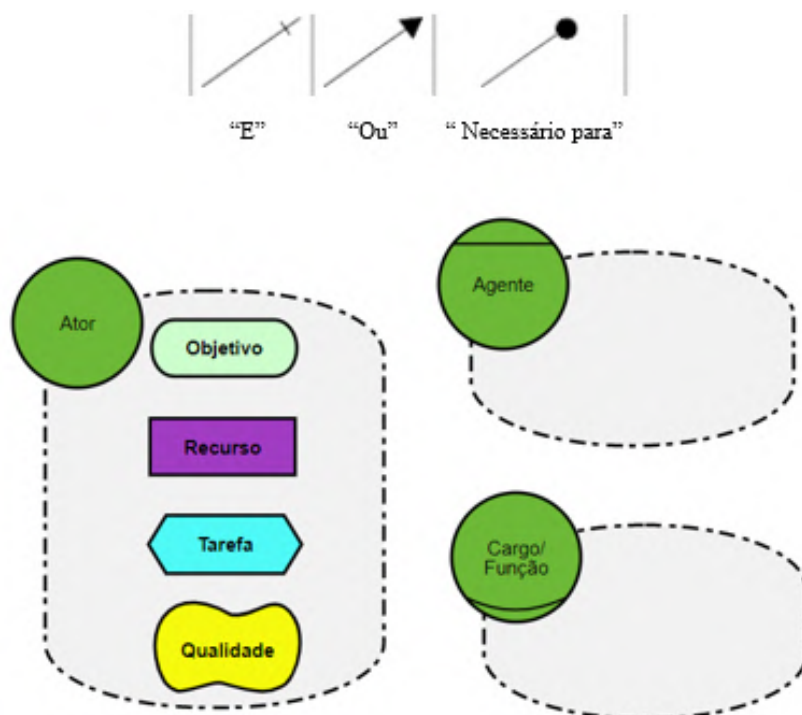 “E”
“Ou”
“ Necessário para”
Ator
Objetivo
Recurso
Tarefa
Qualidade
Agente
Cargo/
Função